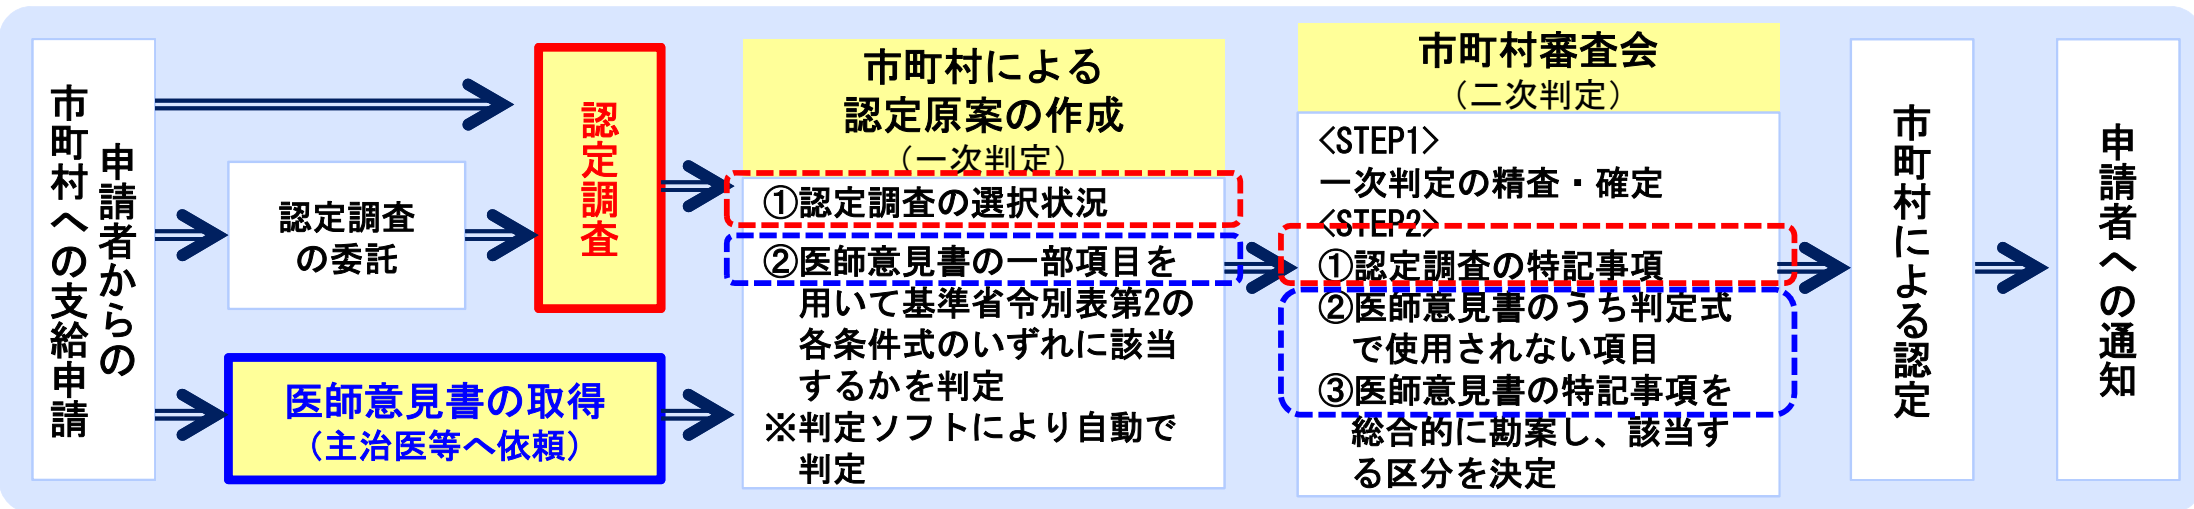 申請者からの
市町村への支給申請
認定調査
の委託
認定調査
医師意見書の取得
（主治医等へ依頼）
市町村による
認定原案の作成
（一次判定）
①認定調査の選択状況
②医師意見書の一部項目を
用いて基準省令別表第2の
各条件式のいずれに該当
するかを判定
※判定ソフトにより自動で
判定
市町村審査会
（二次判定）
<STEP1>
一次判定の精査・確定
<STEP2>
①認定調査の特記事項
②医師意見書のうち判定式
で使用されない項目
③医師意見書の特記事項を
総合的に勘案し、該当す
る区分を決定
市町村による認定
申請者への通知